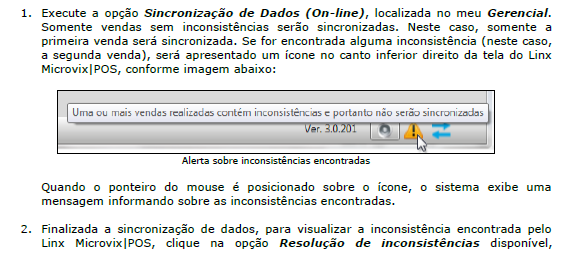 1. Execute a opção Sincronização de Dados (On-line), localizada no meu Gerencial.
Somente vendas sem inconsistências serão sincronizadas. Neste caso, somente a
primeira venda será sincronizada. Se for encontrada alguma inconsistência (neste caso,
a segunda venda), será apresentado um ícone no canto inferior direito da tela do Linx
Microvix|POS, conforme imagem abaixo:
Uma ou mais vendas realizadas contém inconsistências e portanto não serão sincronizadas
Ver. 3.0.201
Alerta sobre inconsistências encontradas
Quando o ponteiro do mouse é posicionado sobre o ícone, o sistema exibe uma
mensagem informando sobre as inconsistências encontradas.
2. Finalizada a sincronização de dados, para visualizar a inconsistência encontrada pelo
Linx Microvix|POS, clique na opção Resolução de inconsistências disponível,